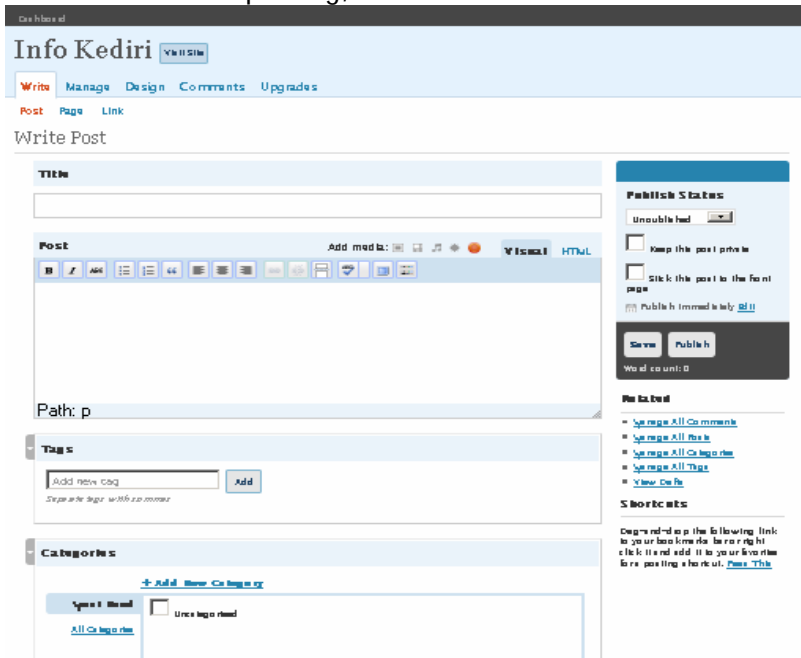 Dashboard
Info Kediri Visit Site
Write Manage Design Comments Upgrades
Post Page Link
Write Post
Title
Post Add media: Visual HTML
B I ABC
Path: p
Tags
Add new tag Add
Separate tags with commas
Categories
+ Add New Category
Most Used
All Categories
Uncategorized
Publish Status
Unpublished
Keep this post private
Stick this post to the front
page
Publish immediately Edit
Save Publish
Word count: 0
Related
Manage All Comments
Manage All Posts
Manage All Categories
Manage All Tags
View Drafts
Shortcuts
Drag-and-drop the following link
to your bookmarks bar or right
click it and add it to your favorites
for a posting shortcut. Press This